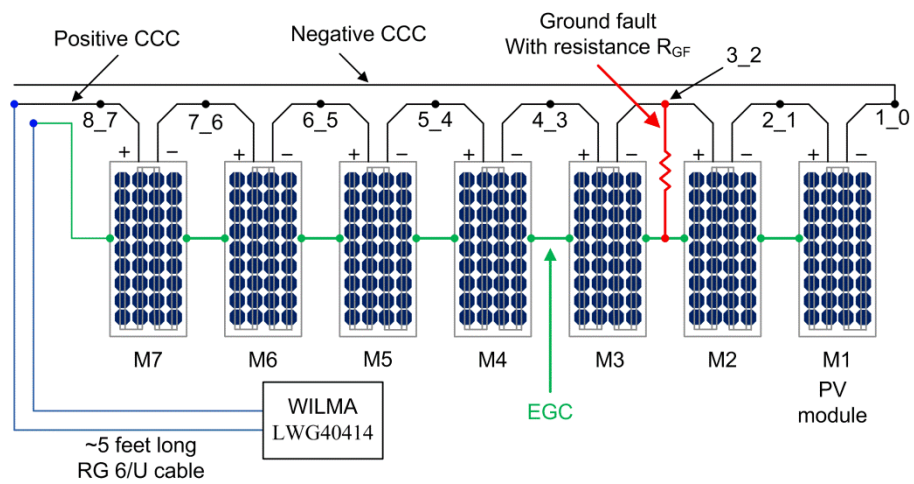 Positive CCC
Negative CCC
Ground fault
With resistance R_GF
3_2
8_7
7_6
6_5
5_4
4_3
2_1
1_0
+ −
+ −
+ −
+ −
+ −
+ −
+ −
M7
M6
M5
M4
M3
M2
M1
PV
module
EGC
WILMA
LWG40414
~5 feet long
RG 6/U cable